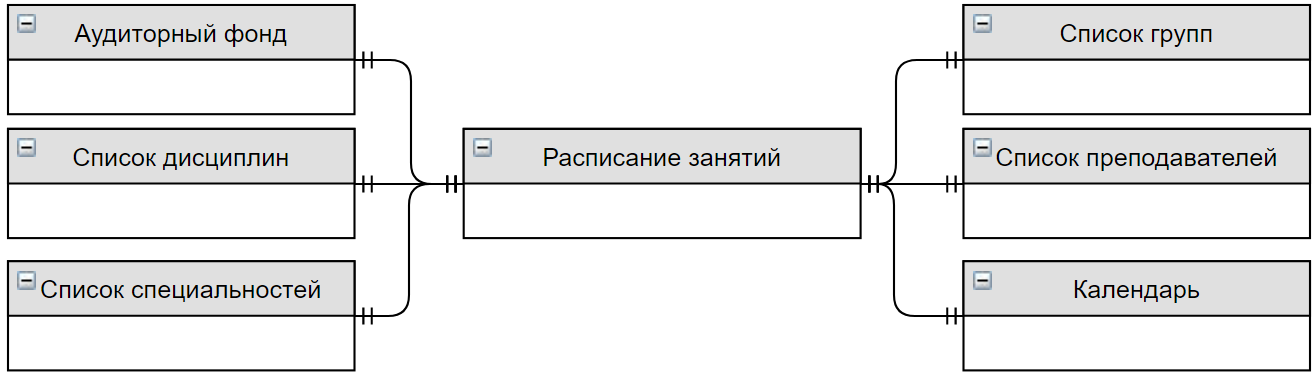 Аудиторный фонд
Список групп
Список дисциплин
Расписание занятий
Список преподавателей
Список специальностей
Календарь